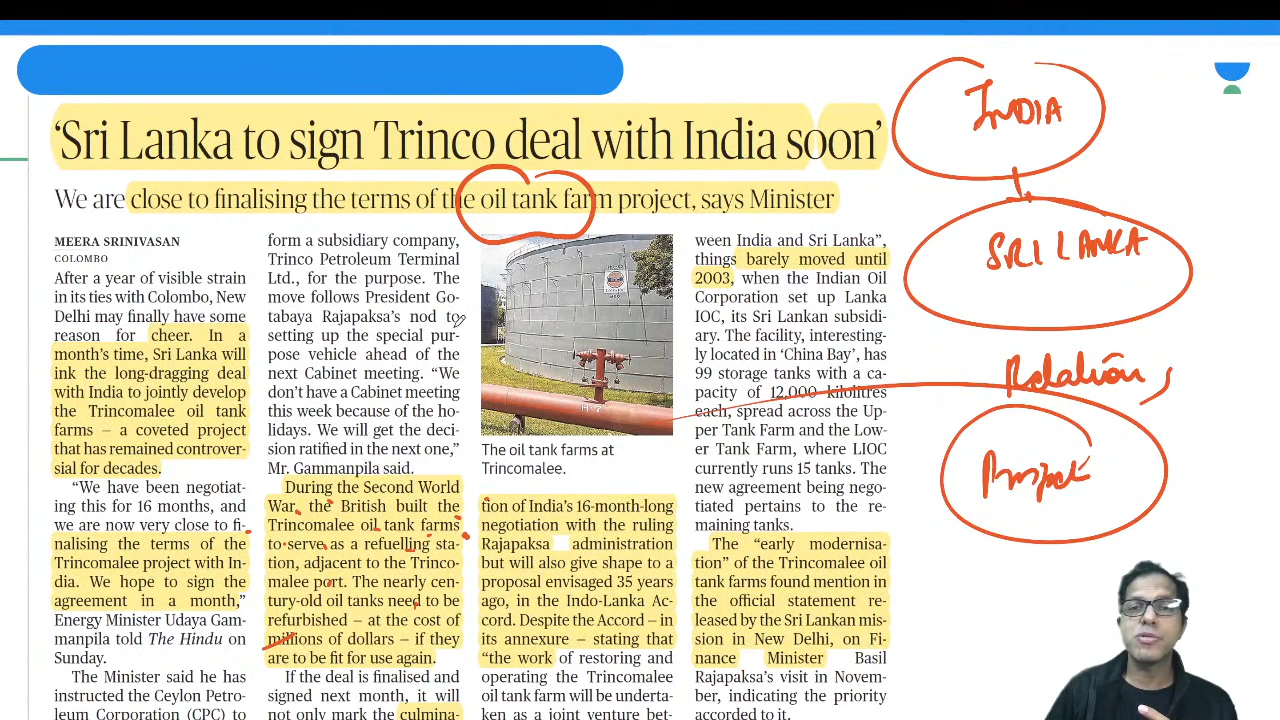 ‘Sri Lanka to sign Trinco deal with India soon’
We are close to finalising the terms of the oil tank farm project, says Minister
MEERA SRINIVASAN
COLOMBO
After a year of visible strain
in its ties with Colombo, New
Delhi may finally have some
reason for cheer. In a
month’s time, Sri Lanka will
ink the long-dragging deal
with India to jointly develop
the Trincomalee oil tank
farms – a coveted project
that has remained controver-
sial for decades.
“We have been negotiat-
ing this for 16 months, and
we are now very close to fi-
nalising the terms of the
Trincomalee project with In-
dia. We hope to sign the
agreement in a month,”
Energy Minister Udaya Gam-
manpila told The Hindu on
Sunday.
The Minister said he has
instructed the Ceylon Petro-
leum Corporation (CPC) to
form a subsidiary company,
Trinco Petroleum Terninal
Ltd., for the purpose. The
move follows President Go-
tabaya Rajapaksa’s nod to
setting up the special pur-
pose vehicle ahead of the
next Cabinet meeting. “We
don’t have a Cabinet meeting
this week because of the ho-
lidays. We will get the deci-
sion ratified in the next one,”
Mr. Gammanpila said.
During the Second World
War, the British built the
Trincomalee oil tank farms
to serve as a refuelling sta-
tion, adjacent to the Trinco-
malee port. The nearly cen-
tury-old oil tanks need to be
refurbished – at the cost of
millions of dollars – if they
are to be fit for use again.
If the deal is finalised and
signed next month, it will
not only mark the culmina-
The oil tank farms at
Trincomalee.
tion of India’s 16-month-long
negotiation with the ruling
Rajapaksa administration
but will also give shape to a
proposal envisaged 35 years
ago, in the Indo-Lanka Ac-
cord. Despite the Accord – in
its annexure – stating that
“the work of restoring and
operating the Trincomalee
oil tank farm will be underta-
ken as a joint venture bet-
ween India and Sri Lanka”,
things barely moved until
2003, when the Indian Oil
Corporation set up Lanka
IOC, its Sri Lankan subsidi-
ary. The facility, interesting-
ly located in ‘China Bay’, has
99 storage tanks with a ca-
pacity of 12,000 kilolitres
each, spread across the Up-
per Tank Farm and the Low-
er Tank Farm, where LIOC
currently runs 15 tanks. The
new agreement being nego-
tiated pertains to the re-
maining tanks.
The “early modernisa-
tion” of the Trincomalee oil
tank farms found mention in
the official statement re-
leased by the Sri Lankan mis-
sion in New Delhi, on Fi-
nance Minister Basil
Rajapaksa’s visit in Novem-
ber, indicating the priority
accorded to it.
INDIA
SRI LANKA
Relation